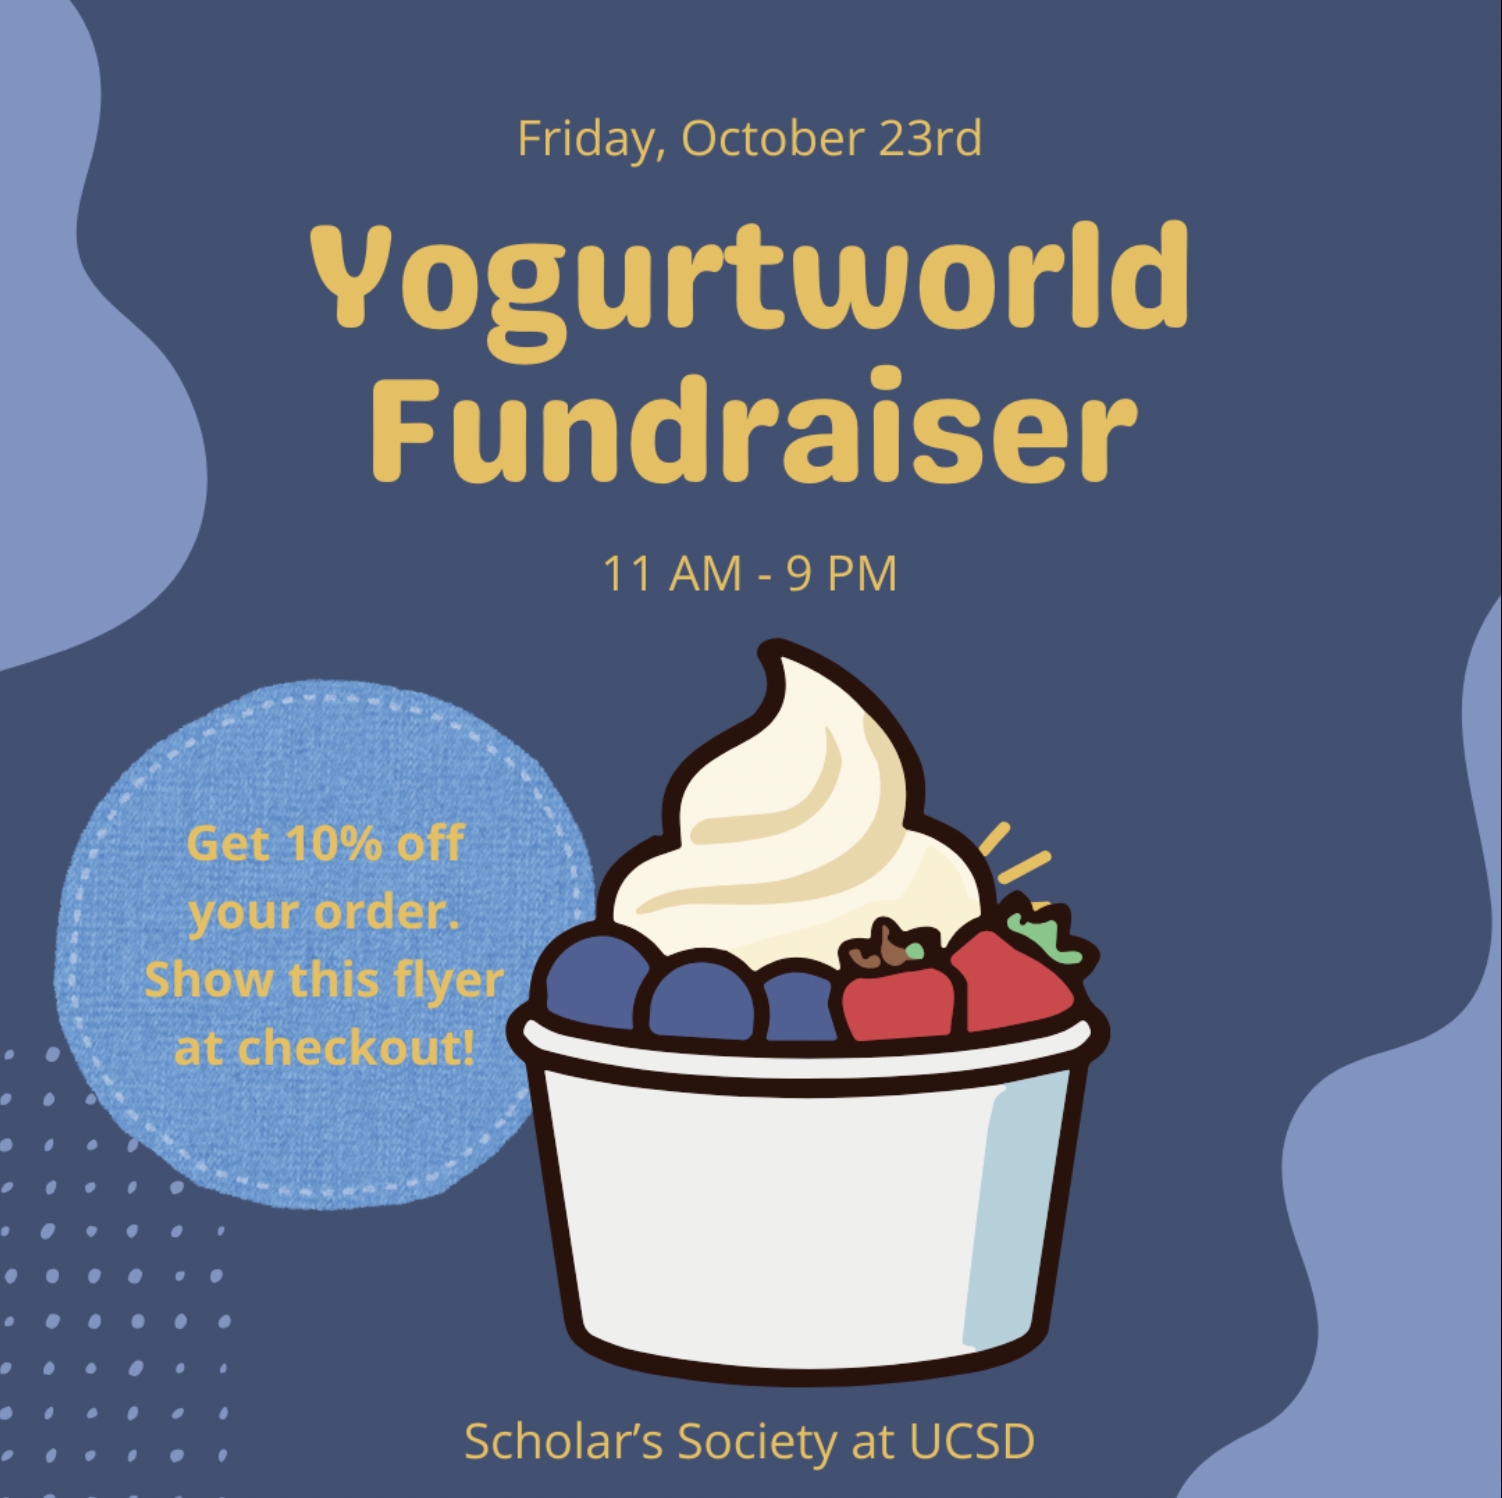 Friday, October 23rd
Yogurtworld
Fundraiser
11 AM - 9 PM
Get 10% off
your order.
Show this flyer
at checkout!
Scholar’s Society at UCSD